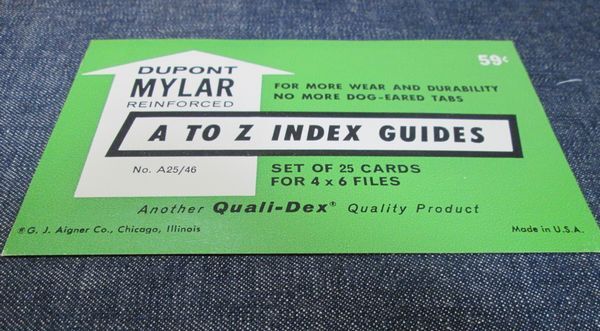 59¢
DUPONT
MYLAR
REINFORCED
FOR MORE WEAR AND DURABILITY
NO MORE DOG-EARED TABS
A TO Z INDEX GUIDES
No. A25/46
SET OF 25 CARDS
FOR 4 x 6 FILES
Another Quali-Dex® Quality Product
®G. J. Aigner Co., Chicago, Illinois
Made in U.S.A.